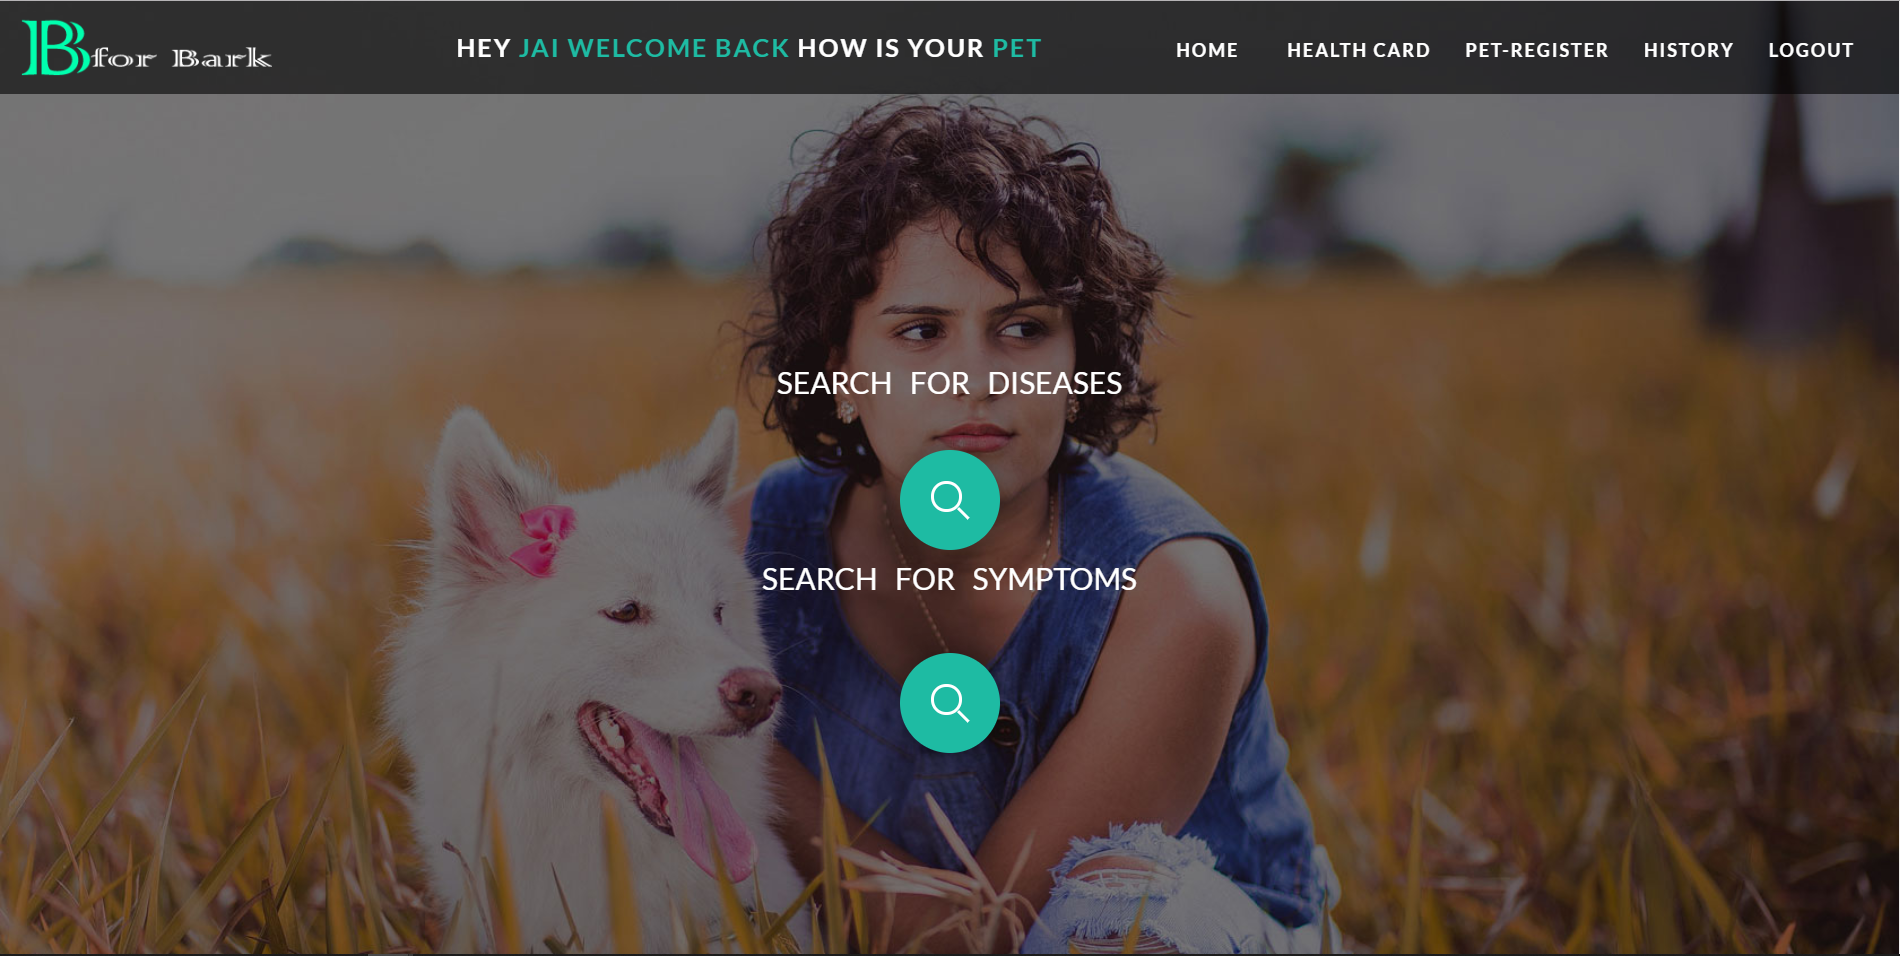 B for Bark
HEY JAI WELCOME BACK HOW IS YOUR PET
HOME HEALTH CARD PET-REGISTER HISTORY LOGOUT
SEARCH FOR DISEASES
SEARCH FOR SYMPTOMS